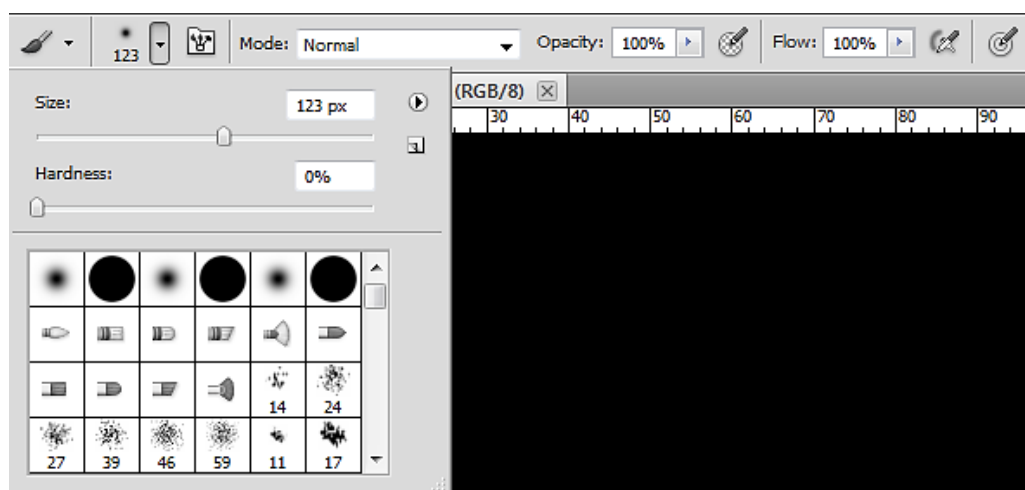 123 Mode: Normal Opacity: 100% Flow: 100%
Size: 123 px
(RGB/8)
30 40 50 60 70 80 90
Hardness: 0%
14 24
27 39 46 59 11 17